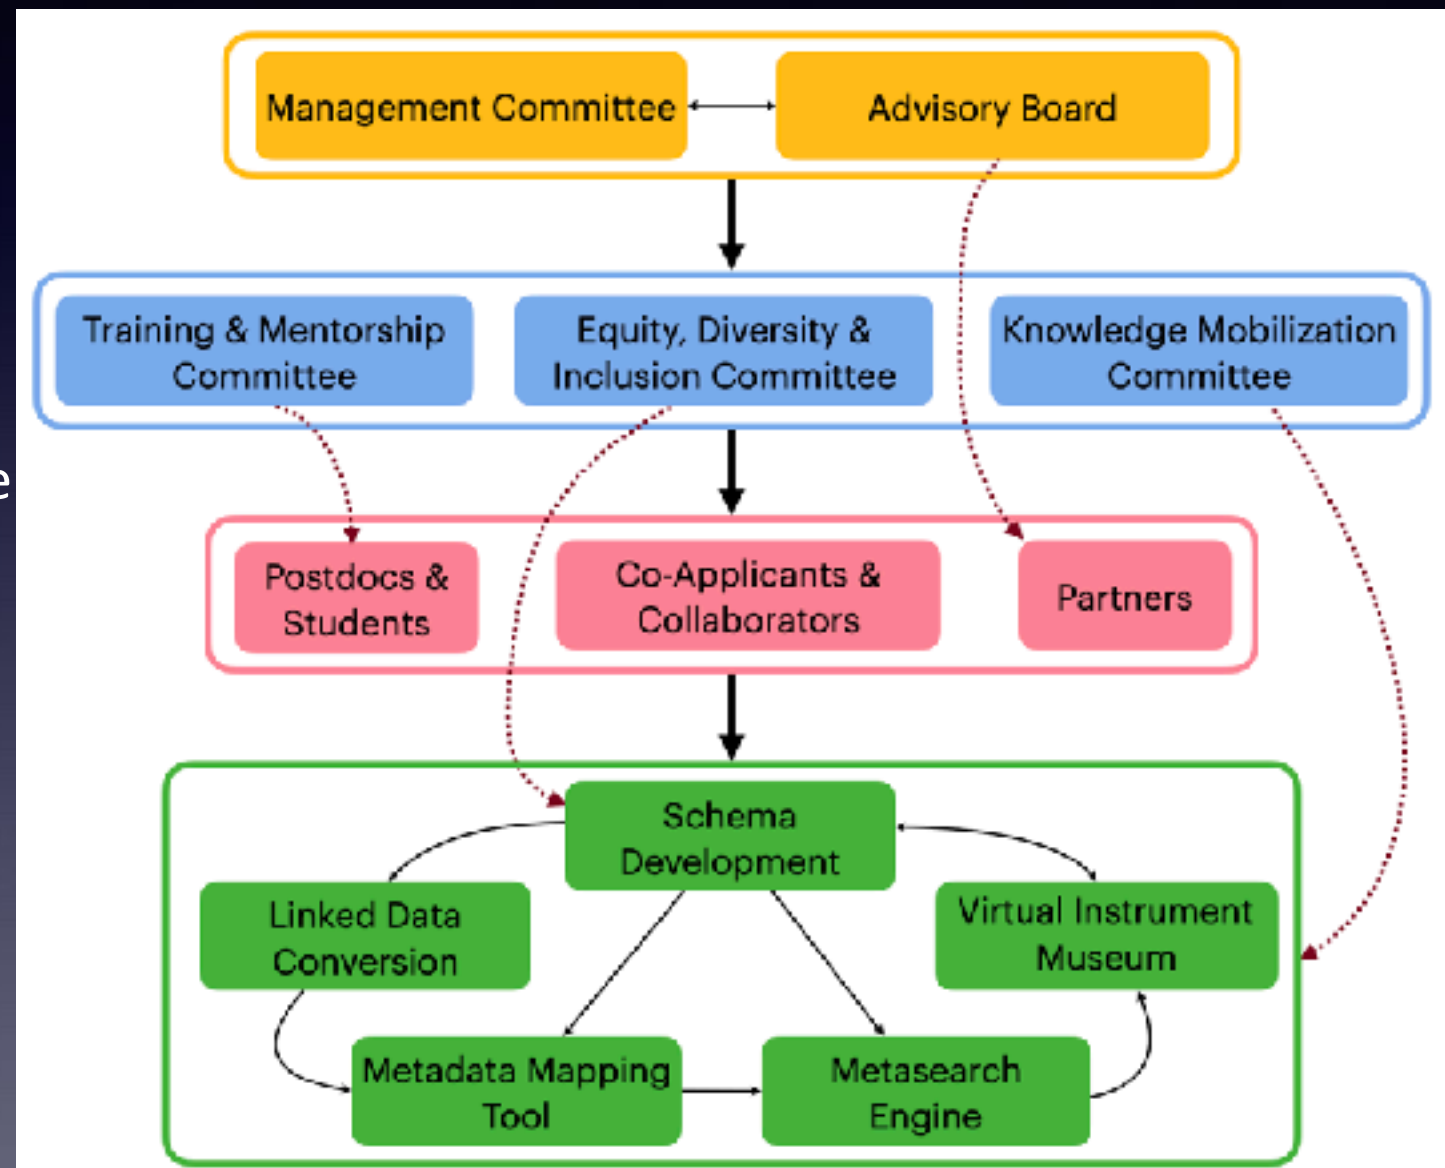 Management Committee
Advisory Board
Training & Mentorship
Committee
Equity, Diversity &
Inclusion Committee
Knowledge Mobilization
Committee
e
Postdocs &
Students
Co-Applicants &
Collaborators
Partners
Schema
Development
Linked Data
Conversion
Virtual Instrument
Museum
Metadata Mapping
Tool
Metasearch
Engine